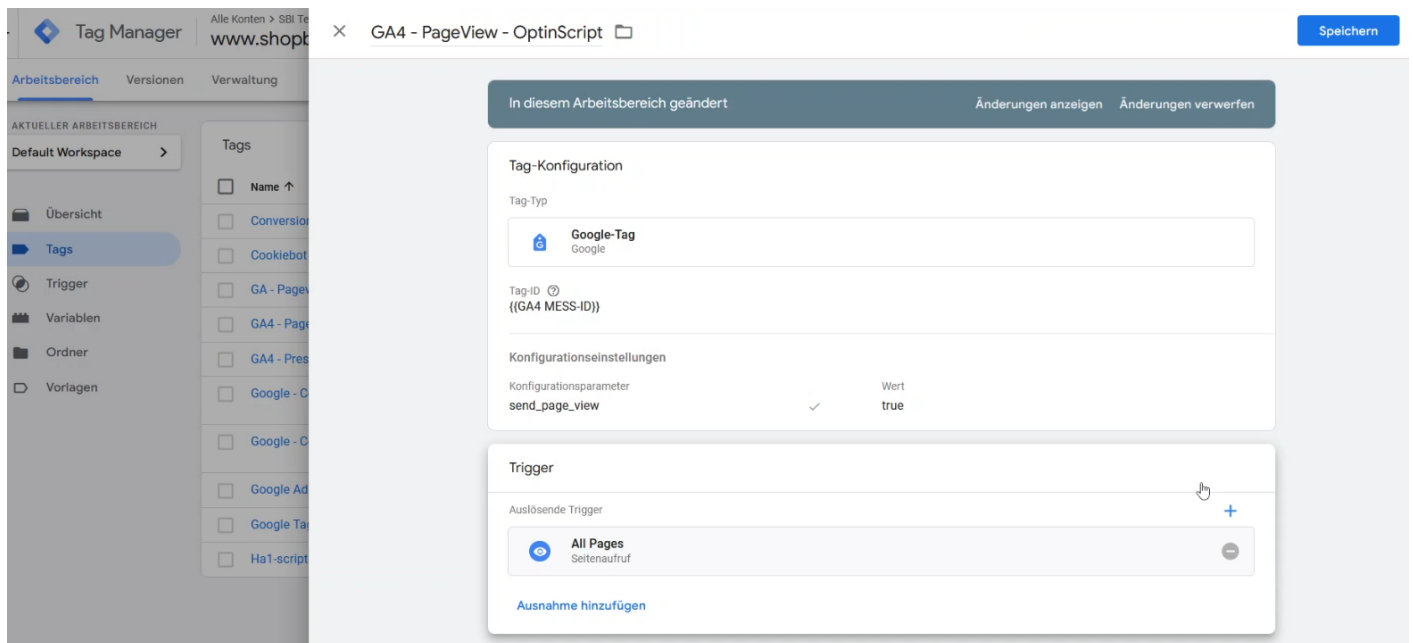 Tag Manager
Alle Konten > SBI Te
www.shopb
GA4 - PageView - OptinScript
Speichern
Arbeitsbereich Versionen Verwaltung
AKTUELLER ARBEITSBEREICH
Default Workspace
Übersicht
Tags
Trigger
Variablen
Ordner
Vorlagen
Tags
Name
Conversion
Cookiebot
GA - Pagev
GA4 - Page
GA4 - Pres
Google - C
Google - C
Google Ad
Google Tag
Ha1-script
In diesem Arbeitsbereich geändert Änderungen anzeigen Änderungen verwerfen
Tag-Konfiguration
Tag-Typ
Google-Tag
Google
Tag-ID
{{GA4 MESS-ID}}
Konfigurationseinstellungen
Konfigurationsparameter Wert
send_page_view true
Trigger
Auslösende Trigger
All Pages
Seitenaufruf
Ausnahme hinzufügen